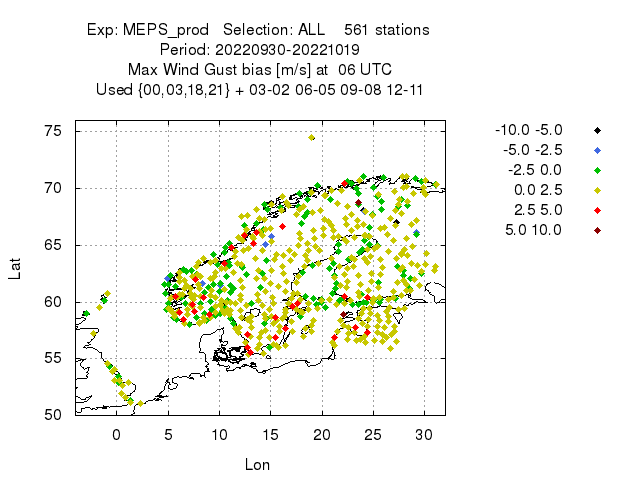 Exp: MEPS_prod Selection: ALL 561 stations
Period: 20220930-20221019
Max Wind Gust bias [m/s] at 06 UTC
Used {00,03,18,21} + 03-02 06-05 09-08 12-11
-10.0 -5.0
-5.0 -2.5
-2.5 0.0
0.0 2.5
2.5 5.0
5.0 10.0
75
70
65
60
55
50
Lat
0 5 10 15 20 25 30
Lon